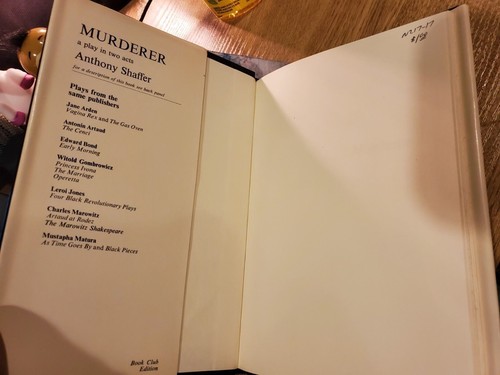 MURDERER
a play in two acts
Anthony Shaffer
for a description of this book see back panel
Plays from the
same publishers
Jane Arden
Vagina Rex and The Gas Oven
Antonin Artaud
The Cenci
Edward Bond
Early Morning
Witold Gombrowicz
Princess Ivona
The Marriage
Operetta
Leroi Jones
Four Black Revolutionary Plays
Charles Marowitz
Artaud at Rodez
The Marowitz Shakespeare
Mustapha Matura
As Time Goes By and Black Pieces
Book Club
Edition